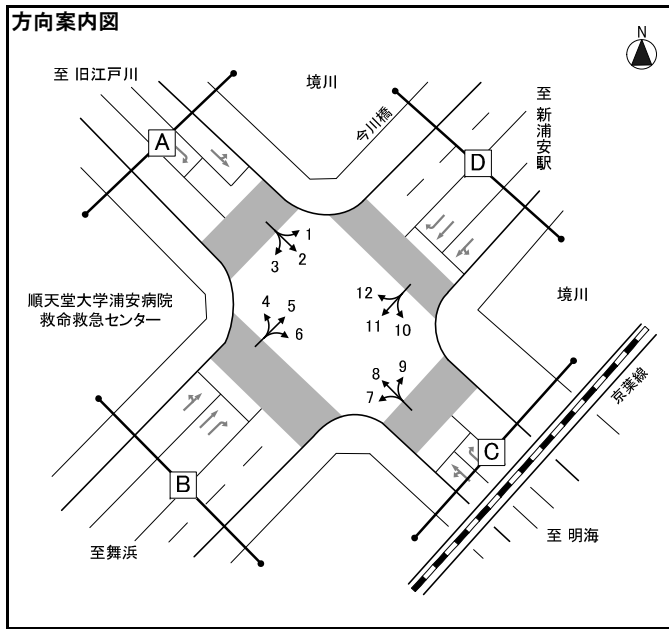 方向案内図
N
至 旧江戸川
境川
今川橋
至 新浦安駅
A
D
1
2
3
4
5
6
12
11
10
9
8
7
順天堂大学浦安病院
救命救急センター
境川
京葉線
B
C
至舞浜
至 明海